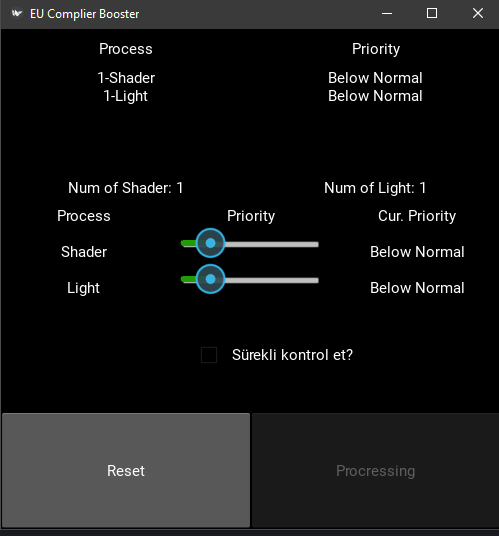 EU Complier Booster
Process Priority
1-Shader Below Normal
1-Light Below Normal
Num of Shader: 1 Num of Light: 1
Process Priority Cur. Priority
Shader Below Normal
Light Below Normal
Sürekli kontrol et?
Reset Procressing